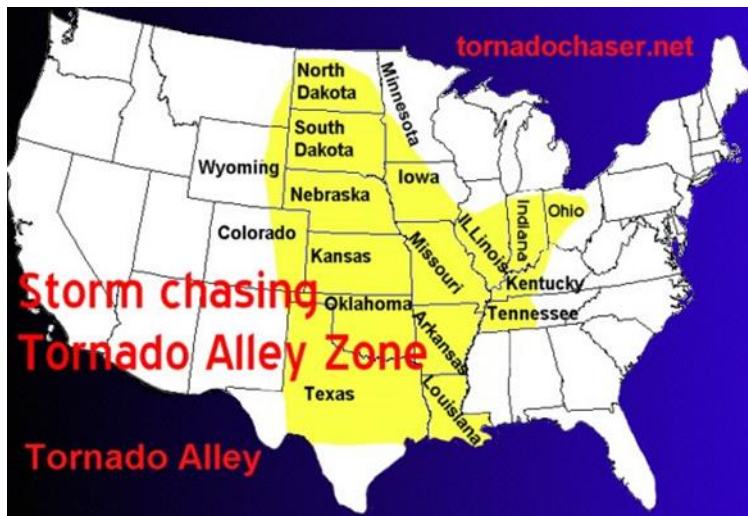 tornadochaser.net
North
Dakota
Minnesota
South
Dakota
Wyoming
Iowa
Nebraska
Ohio
Indiana
ILLinois
Colorado
Missouri
Kansas
Kentucky
Storm chasing
Oklahoma
Tennessee
Arkansas
Tornado Alley Zone
Texas
Louisiana
Tornado Alley